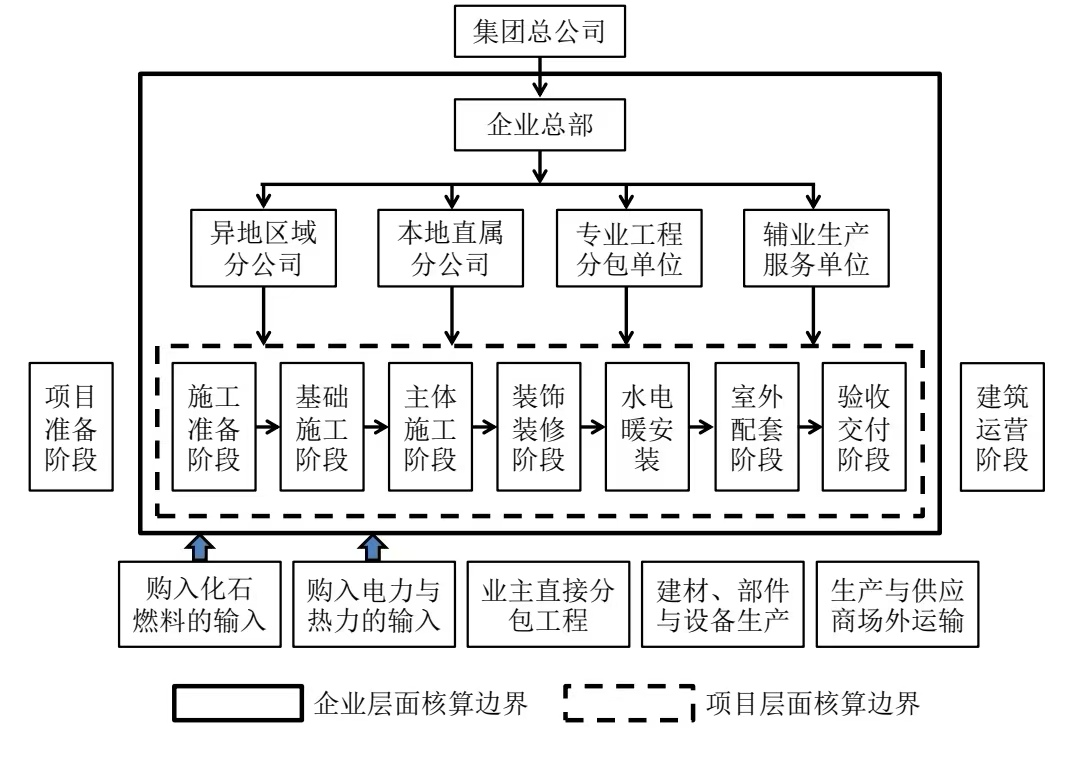 集团总公司
企业总部
异地区域
分公司
本地直属
分公司
专业工程
分包单位
辅业生产
服务单位
项目
准备
阶段
施工
准备
阶段
基础
施工
阶段
主体
施工
阶段
装饰
装修
阶段
水电
暖安
装
室外
配套
阶段
验收
交付
阶段
建筑
运营
阶段
购入化石
燃料的输入
购入电力与
热力的输入
业主直接分
包工程
建材、部件
与设备生产
生产与供应
商场外运输
企业层面核算边界
项目层面核算边界